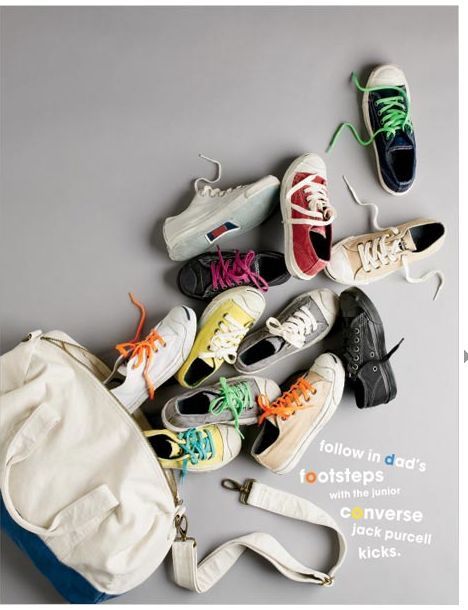 follow in dad's
footsteps
with the junior
converse
jack purcell
kicks.